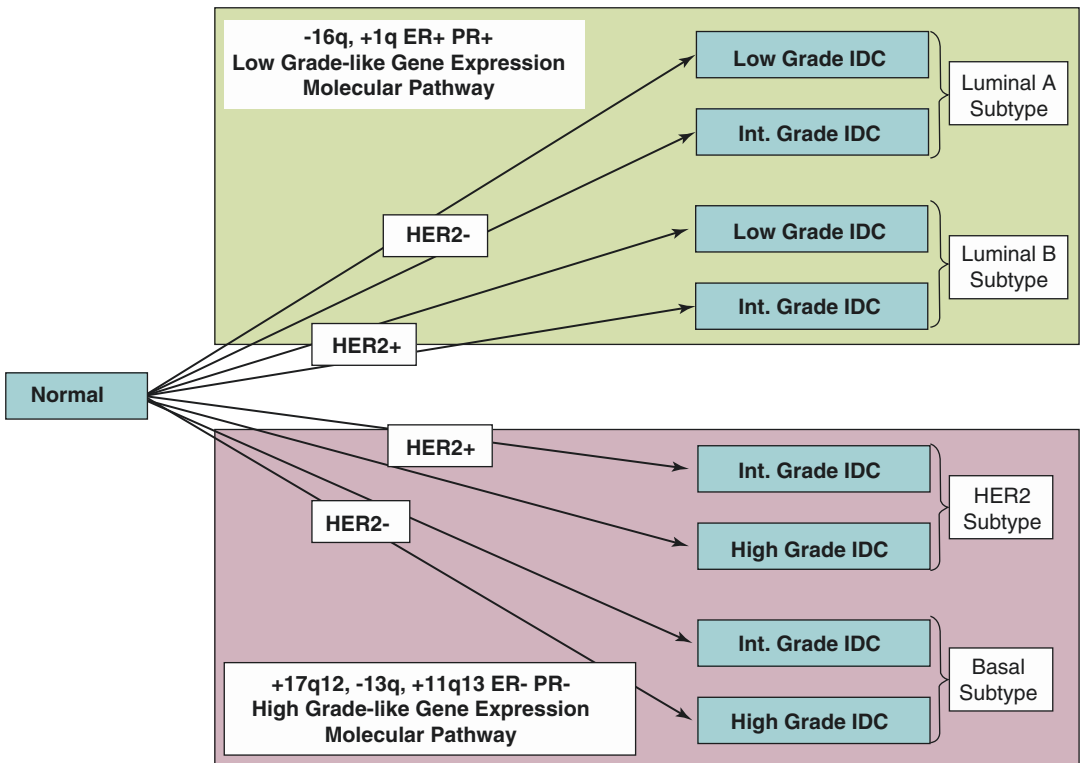 -16q, +1q ER+ PR+
Low Grade-like Gene Expression
Molecular Pathway
Low Grade IDC
Int. Grade IDC
Luminal A
Subtype
HER2-
Low Grade IDC
Int. Grade IDC
Luminal B
Subtype
HER2+
Normal
HER2+
Int. Grade IDC
High Grade IDC
HER2
Subtype
HER2-
Int. Grade IDC
High Grade IDC
Basal
Subtype
+17q12, -13q, +11q13 ER- PR-
High Grade-like Gene Expression
Molecular Pathway